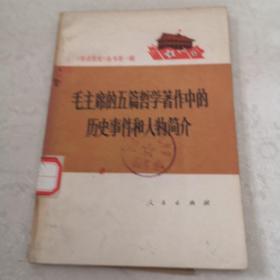 毛主席的五篇哲学著作中的
历史事件和人物简介
人民出版社